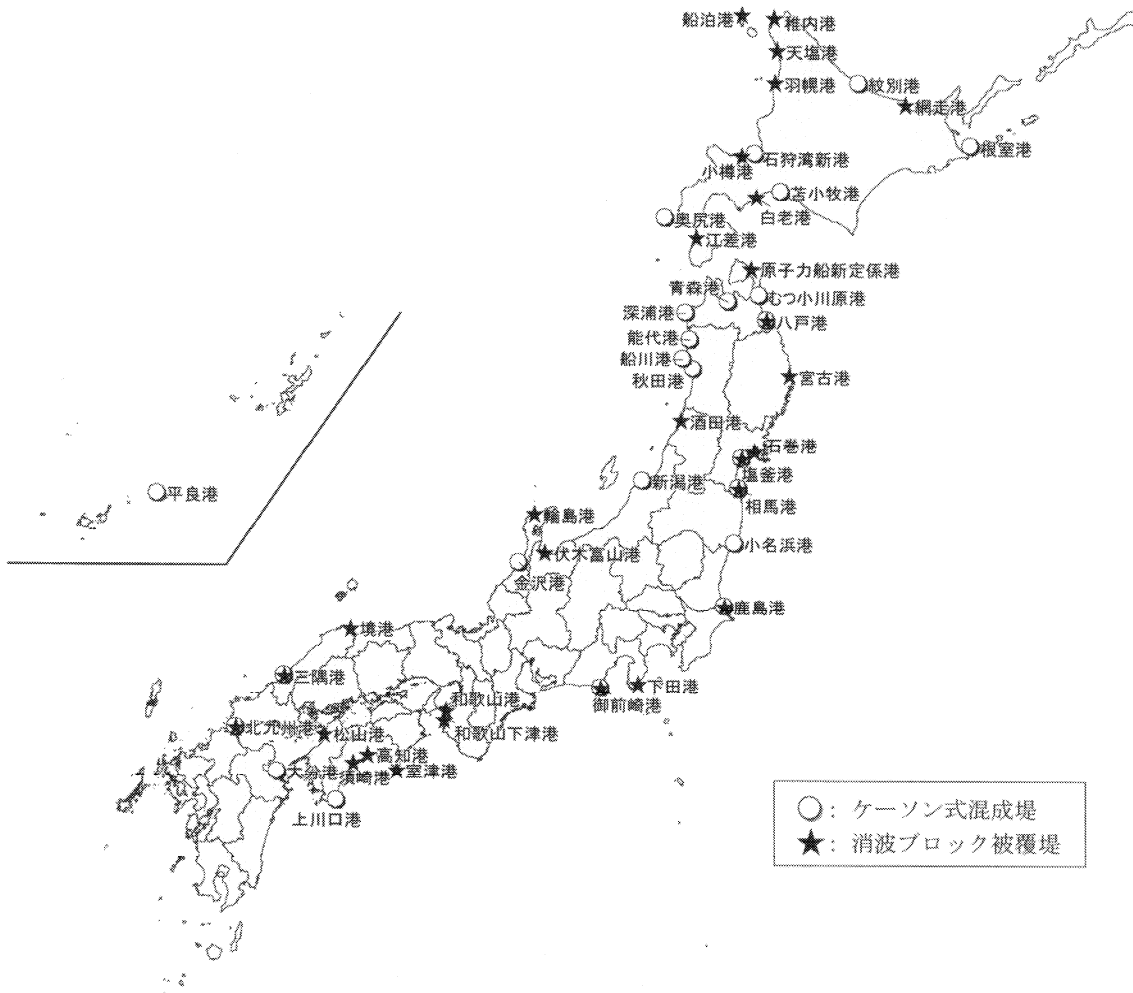 船泊港
稚内港
天塩港
羽幌港
紋別港
網走港
根室港
石狩湾新港
小樽港
苫小牧港
白老港
奥尻港
江差港
原子力船新定係港
青森港
むつ小川原港
深浦港
八戸港
能代港
船川港
秋田港
宮古港
酒田港
石巻港
塩釜港
新潟港
相馬港
平良港
輪島港
小名浜港
伏木富山港
金沢港
鹿島港
境港
三隅港
下田港
御前崎港
和歌山港
北九州港
松山港
和歌山下津港
高知港
大分港
須崎港
室津港
上川口港
○：ケーソン式混成堤
★：消波ブロック被覆堤